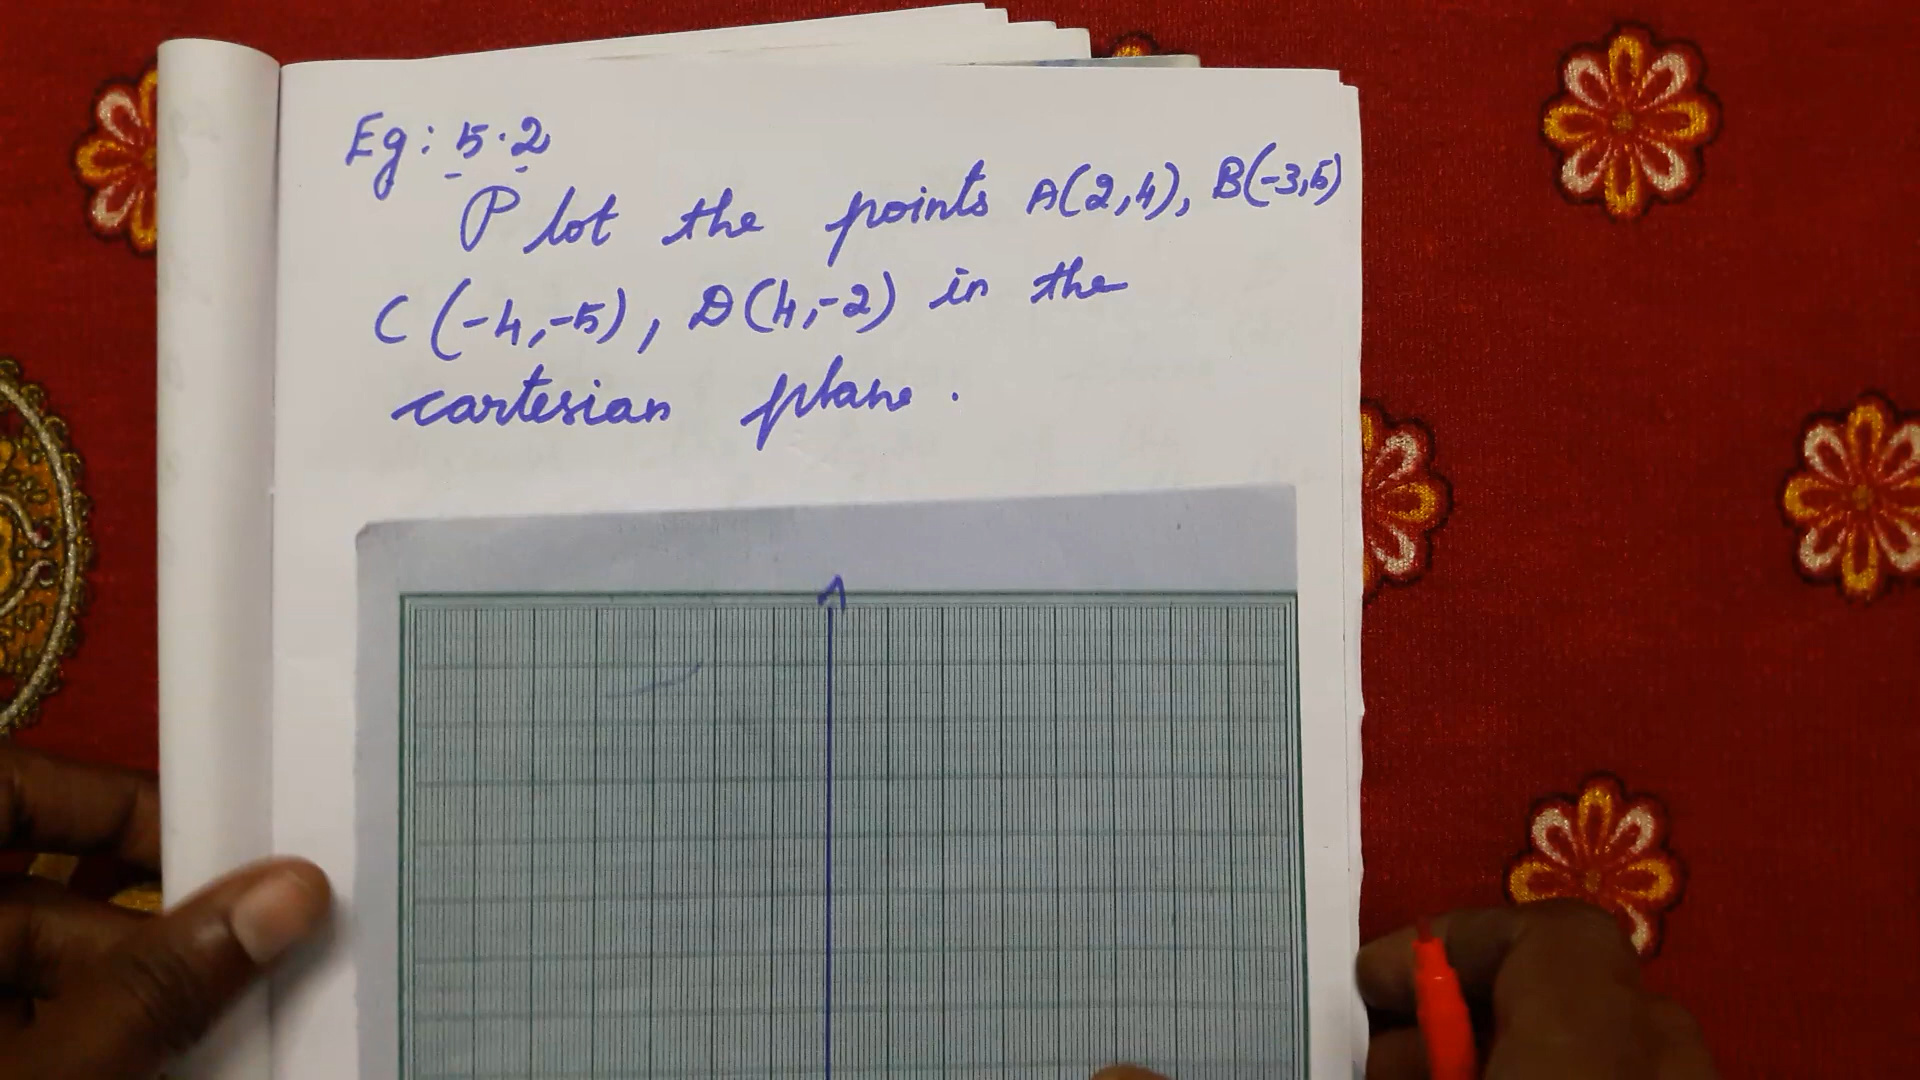 Eg: 5.2
Plot the points A(2,4), B(-3,5)
C(-4,-5), D(4,-2) in the
cartesian plane.